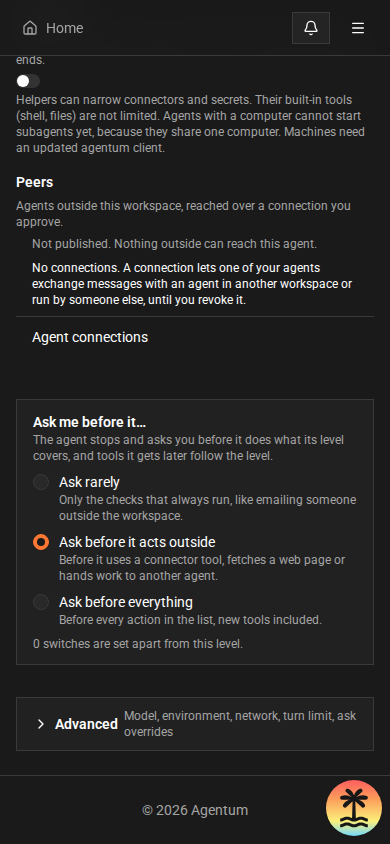 Home
ends.
Helpers can narrow connectors and secrets. Their built-in tools
(shell, files) are not limited. Agents with a computer cannot start
subagents yet, because they share one computer. Machines need
an updated agentum client.
Peers
Agents outside this workspace, reached over a connection you
approve.
Not published. Nothing outside can reach this agent.
No connections. A connection lets one of your agents
exchange messages with an agent in another workspace or
run by someone else, until you revoke it.
Agent connections
Ask me before it…
The agent stops and asks you before it does what its level
covers, and tools it gets later follow the level.
Ask rarely
Only the checks that always run, like emailing someone
outside the workspace.
Ask before it acts outside
Before it uses a connector tool, fetches a web page or
hands work to another agent.
Ask before everything
Before every action in the list, new tools included.
0 switches are set apart from this level.
Advanced
Model, environment, network, turn limit, ask
overrides
© 2026 Agentum